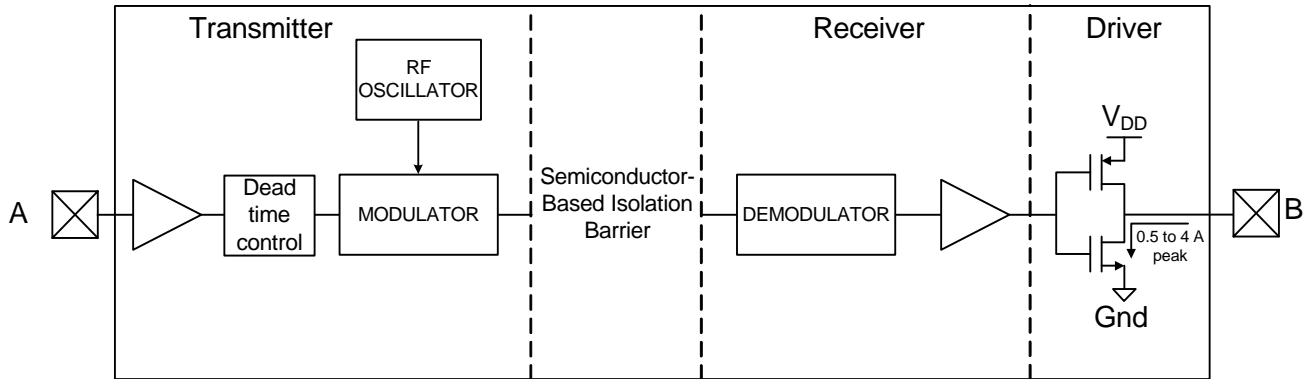 Transmitter
Receiver
Driver
RF
OSCILLATOR
VDD
A
Dead
time
control
MODULATOR
Semiconductor-
Based Isolation
Barrier
DEMODULATOR
B
0.5 to 4 A
peak
Gnd